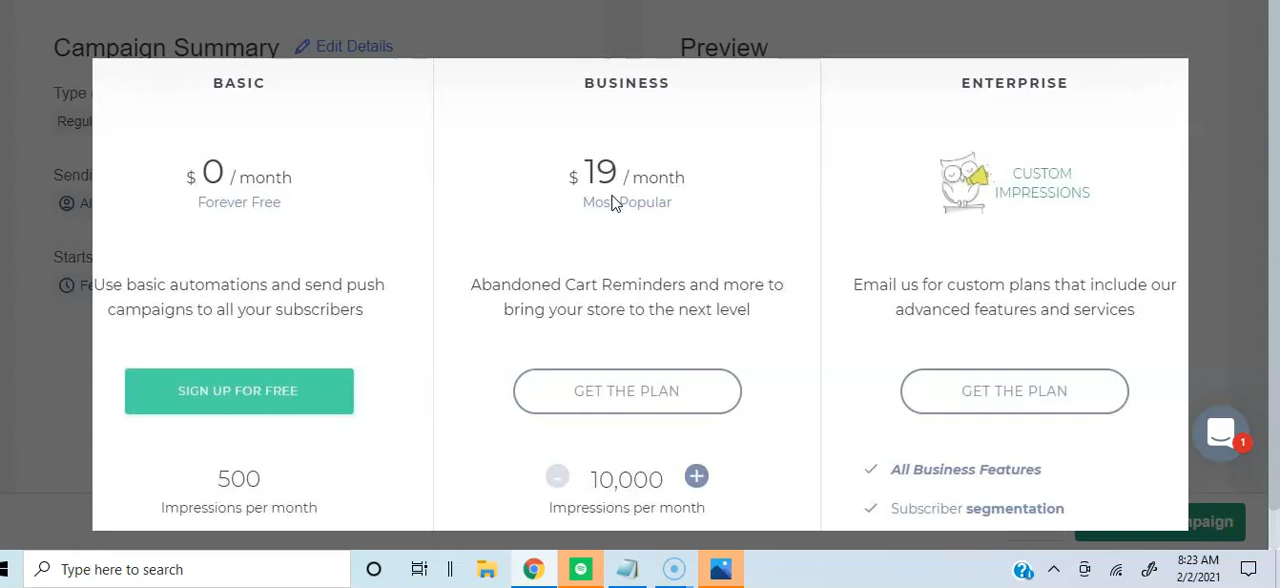 Campaign Summary Edit Details
Preview
Type
Regul
Sendi
Al
Starts
Fe
BASIC
$ 0 / month
Forever Free
Use basic automations and send push
campaigns to all your subscribers
SIGN UP FOR FREE
500
Impressions per month
BUSINESS
$ 19 / month
Most Popular
Abandoned Cart Reminders and more to
bring your store to the next level
GET THE PLAN
- 10,000 +
Impressions per month
ENTERPRISE
CUSTOM
IMPRESSIONS
Email us for custom plans that include our
advanced features and services
GET THE PLAN
All Business Features
Subscriber segmentation
1
paign
Type here to search
8:23 AM
2/2/2021